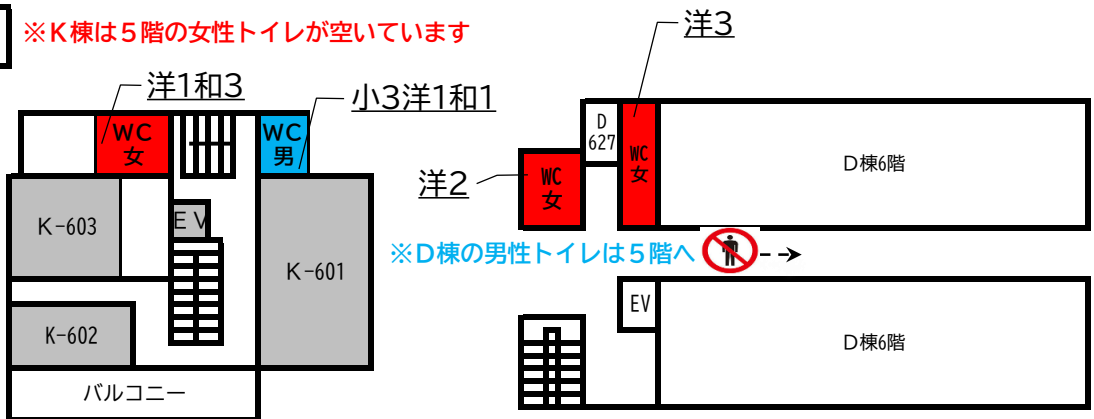 ※K棟は５階の女性トイレが空いています
洋1和3
小3洋1和1
WC
女
WC
男
K-603
EV
K-601
K-602
バルコニー
洋3
D
627
WC
女
D棟6階
洋2
WC
女
※D棟の男性トイレは５階へ
EV
D棟6階